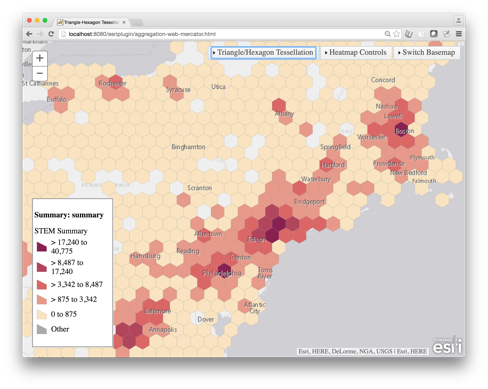 Triangle/Hexagon Tessellat
localhost:8080/esriplugin/aggregation-web-mercator.html
+
−
Triangle/Hexagon Tessellation
Heatmap Controls
Switch Basemap
St Catharines
Rochester
Buffalo
Syracuse
Utica
Concord
Nashua
Lowell
Albany
Boston
Worcester
Binghamton
Springfield
Plymouth
Hartford
Providence
New Bedford
Waterbury
Falmouth
Scranton
Bridgeport
Allentown
Edison
Reading
Trenton
Harrisburg
Philadelphia
Toms
River
Baltimore
Atlantic
City
Dover
Annapolis
Summary: summary
STEM Summary
> 17,240 to
40,775
> 8,487 to
17,240
> 3,342 to 8,487
> 875 to 3,342
0 to 875
Other
esri
Esri, HERE, DeLorme, NGA, USGS | Esri, HERE